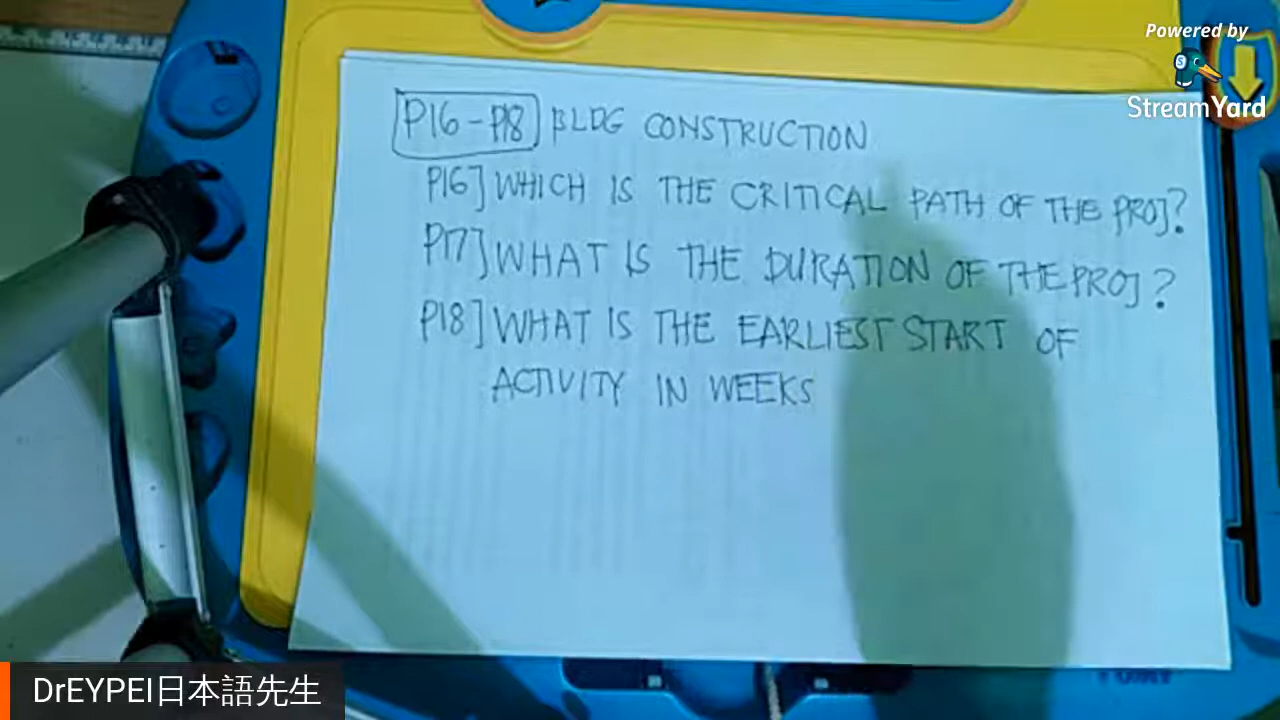 Powered by
StreamYard
P16-P18 BLDG CONSTRUCTION
P16] WHICH IS THE CRITICAL PATH OF THE PROJ?
P17] WHAT IS THE DURATION OF THE PROJ?
P18] WHAT IS THE EARLIEST START OF
ACTIVITY IN WEEKS
DrEYPEI日本語先生